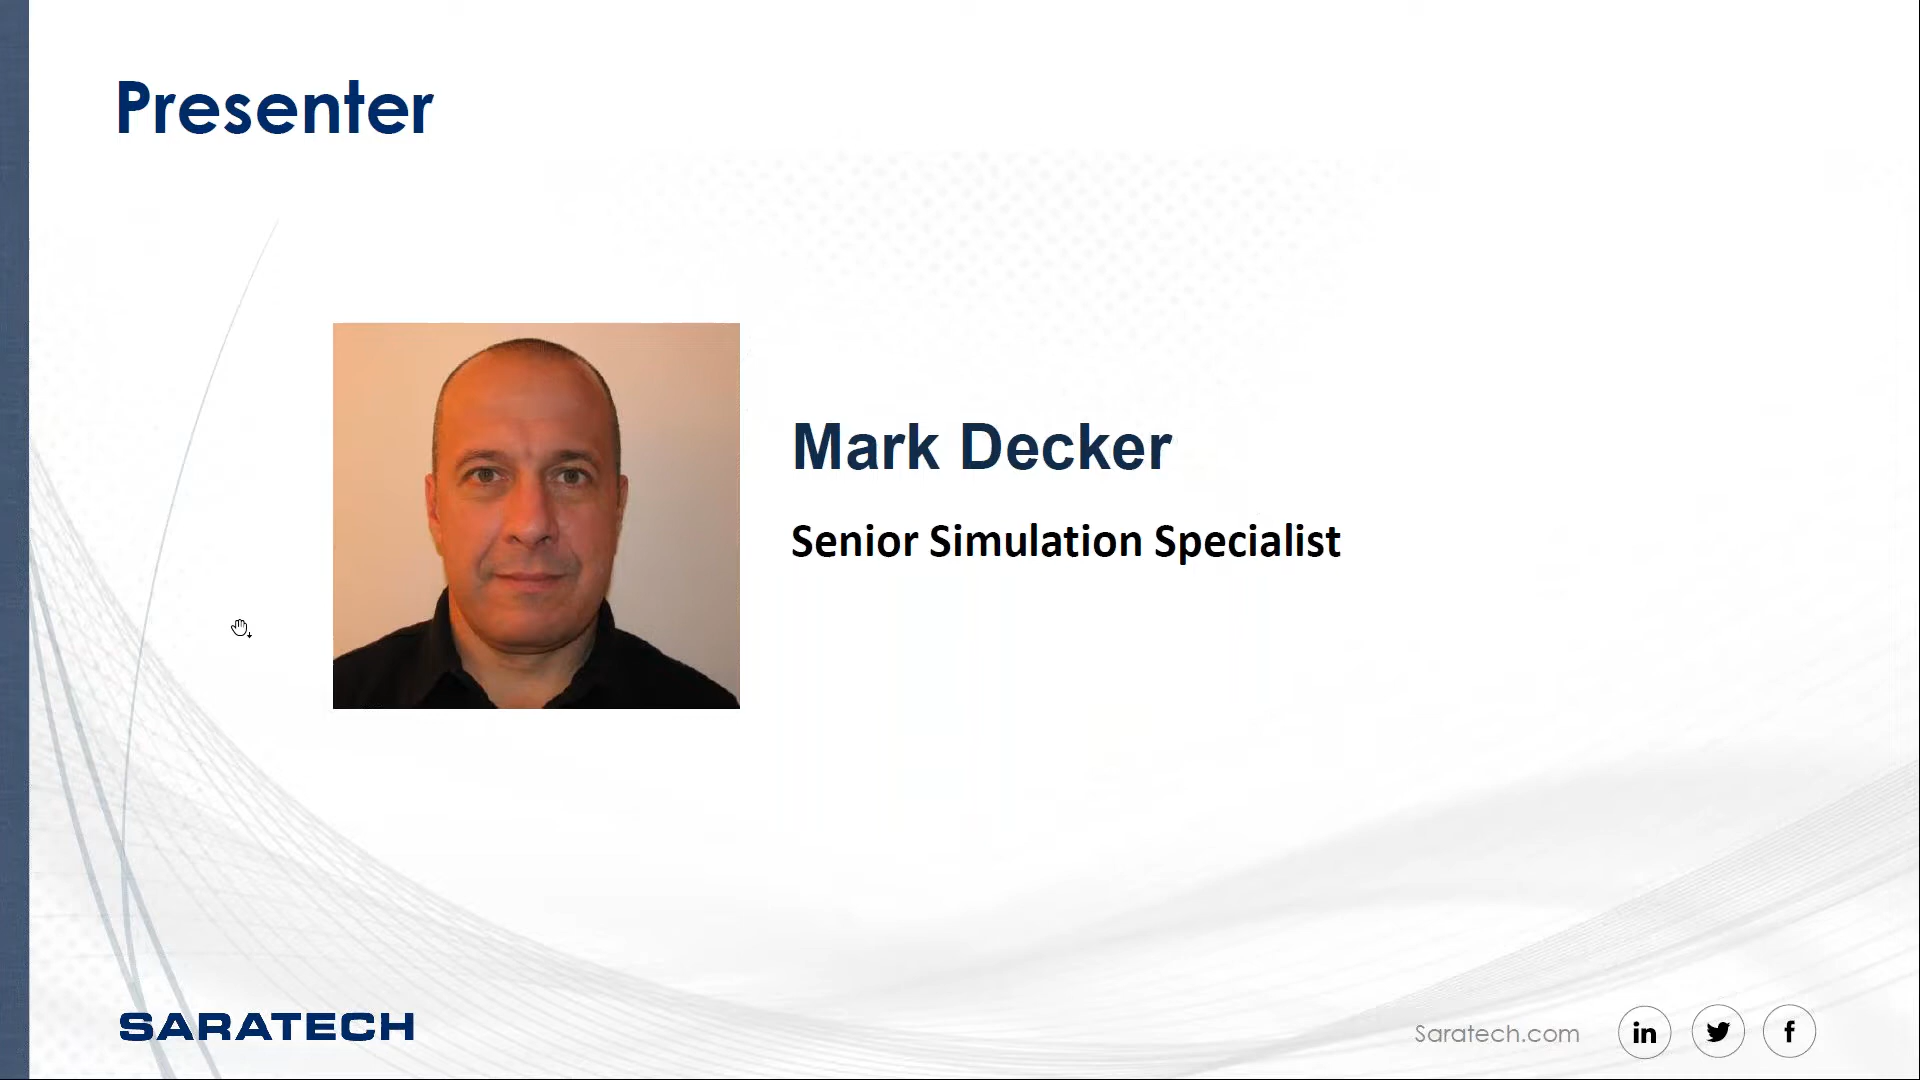 Presenter
Mark Decker
Senior Simulation Specialist
SARATECH
Saratech.com
in
f